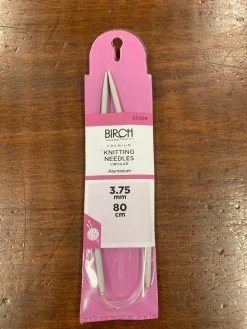 BIRCH
PREMIUM
KNITTING
NEEDLES
CIRCULAR
Aluminium
3.75
mm
80
cm